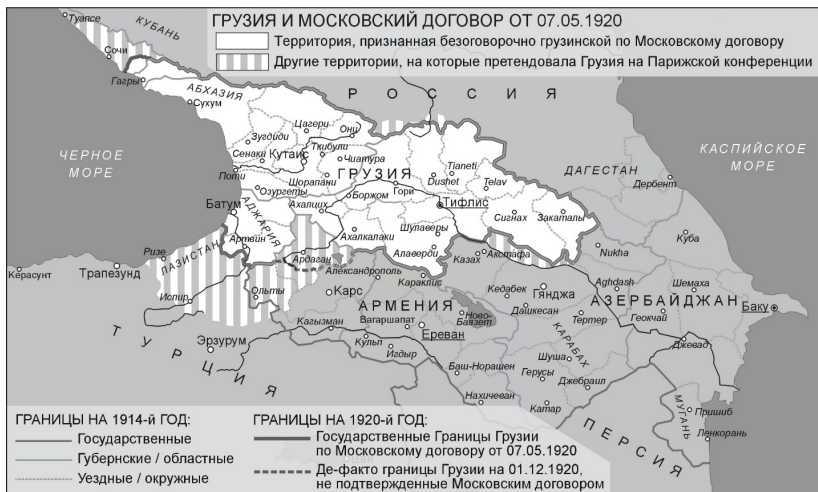 ГРУЗИЯ И МОСКОВСКИЙ ДОГОВОР ОТ 07.05.1920
Территория, признанная безоговорочно грузинской по Московскому договору
Другие территории, на которые претендовала Грузия на Парижской конференции
Туапсе
КУБАНЬ
Сочи
Гагры
АБХАЗИЯ
Сухум
РОССИЯ
ЧЕРНОЕ
МОРЕ
КАСПИЙСКОЕ
МОРЕ
ДАГЕСТАН
Дербент
Цагери
Они
Зугдиди
Ткибули
Сенаки
Кутаис
Чиатура
Поти
Шорапани
ГРУЗИЯ
Tianeti
Dushet
Telav
Озургеты
Боржом
Гори
Тифлис
Батум
АДЖАРИЯ
Ахалцих
Сигнах
Закаталы
Артвин
Ахалкалаки
Шулаверы
Куба
Ризе
ЛАЗИСТАН
Ардаган
Алаверди
Казах
Акстафа
Nukha
Керасунт
Трапезунд
Александрополь
Караклис
Aghdash
Шемаха
Испир
Ольты
Карс
АРМЕНИЯ
Кедабек
Гянджа
АЗЕРБАЙДЖАН
Баку
Вагаршапат
Ново-
Баязет
Дашкесан
Геокчай
Кагызман
Ереван
Тертер
ТУРЦИЯ
Эрзурум
Кульп
Игдыр
КАРАБАХ
Шуша
Джевад
Баш-Норашен
Герусы
Джебраил
Нахичеван
Катар
МУГАНЬ
Пришиб
Ленкорань
ПЕРСИЯ
ГРАНИЦЫ НА 1914-й ГОД:
Государственные
Губернские / областные
Уездные / окружные
ГРАНИЦЫ НА 1920-й ГОД:
Государственные Границы Грузии
по Московскому договору от 07.05.1920
Де-факто границы Грузии на 01.12.1920,
не подтвержденные Московским договором